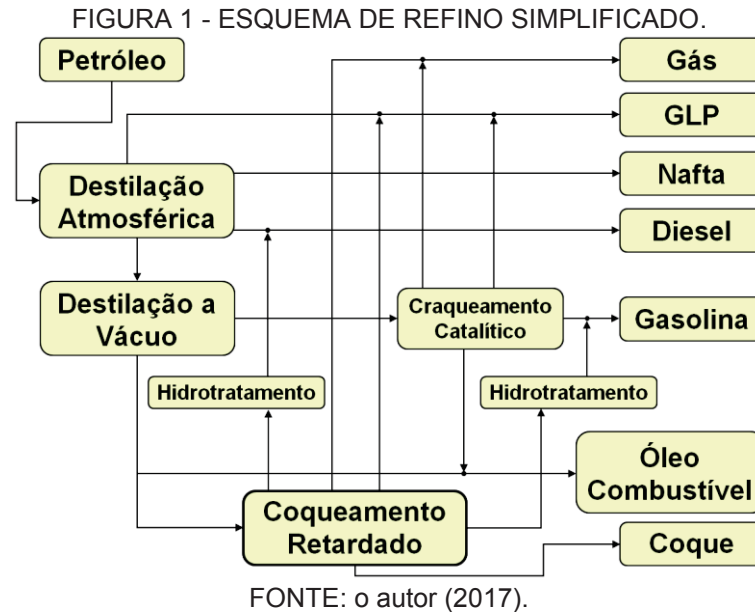 FIGURA 1 - ESQUEMA DE REFINO SIMPLIFICADO.
Petróleo
Gás
GLP
Destilação
Atmosférica
Nafta
Diesel
Destilação a
Vácuo
Craqueamento
Catalítico
Gasolina
Hidrotratamento
Hidrotratamento
Óleo
Combustível
Coqueamento
Retardado
Coque
FONTE: o autor (2017).